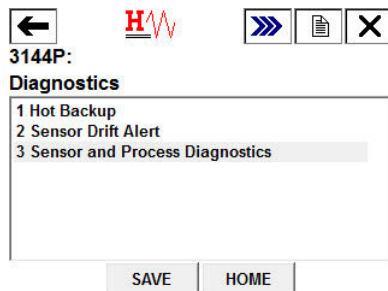 H
3144P:
Diagnostics
1 Hot Backup
2 Sensor Drift Alert
3 Sensor and Process Diagnostics
SAVE HOME